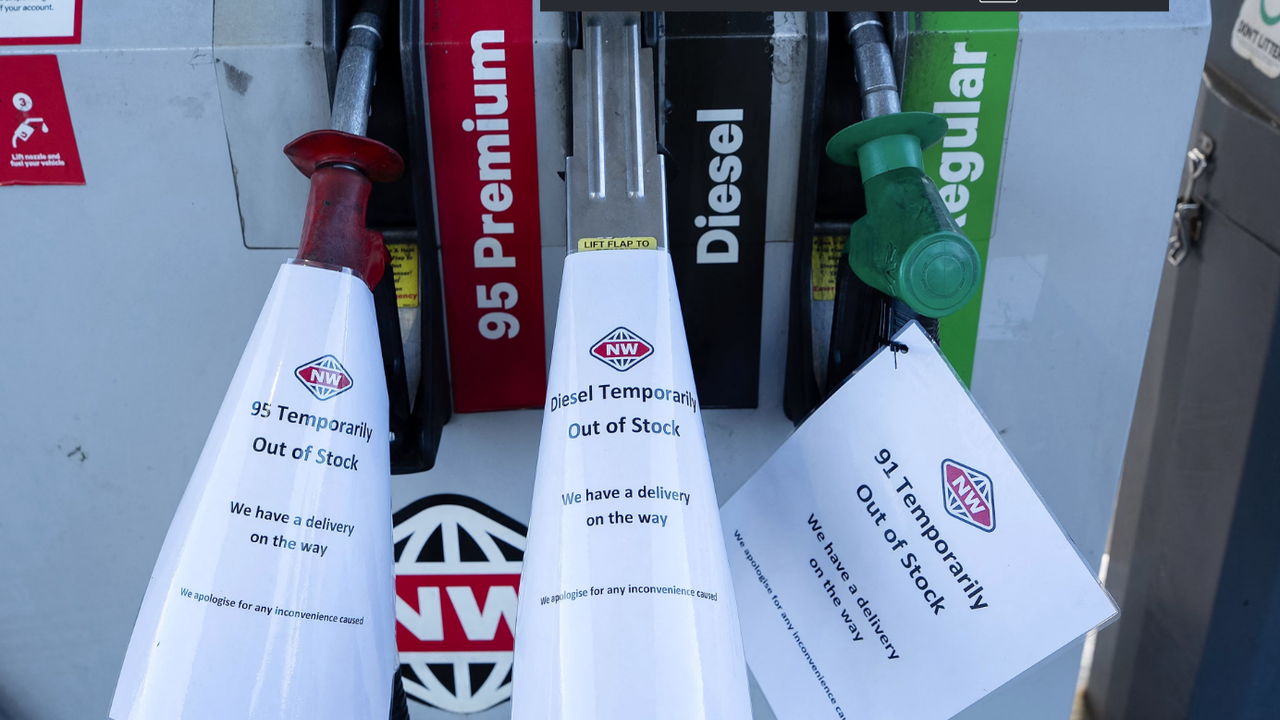 of your account.
3
Lift nozzle and
fuel your vehicle
95 Premium
Diesel
Regular
DON'T LITTER
LIFT FLAP TO
NW
95 Temporarily
Out of Stock
We have a delivery
on the way
We apologise for any inconvenience caused
NW
Diesel Temporarily
Out of Stock
We have a delivery
on the way
We apologise for any inconvenience caused
NW
91 Temporarily
Out of Stock
We have a delivery
on the way
We apologise for any inconvenience
NW